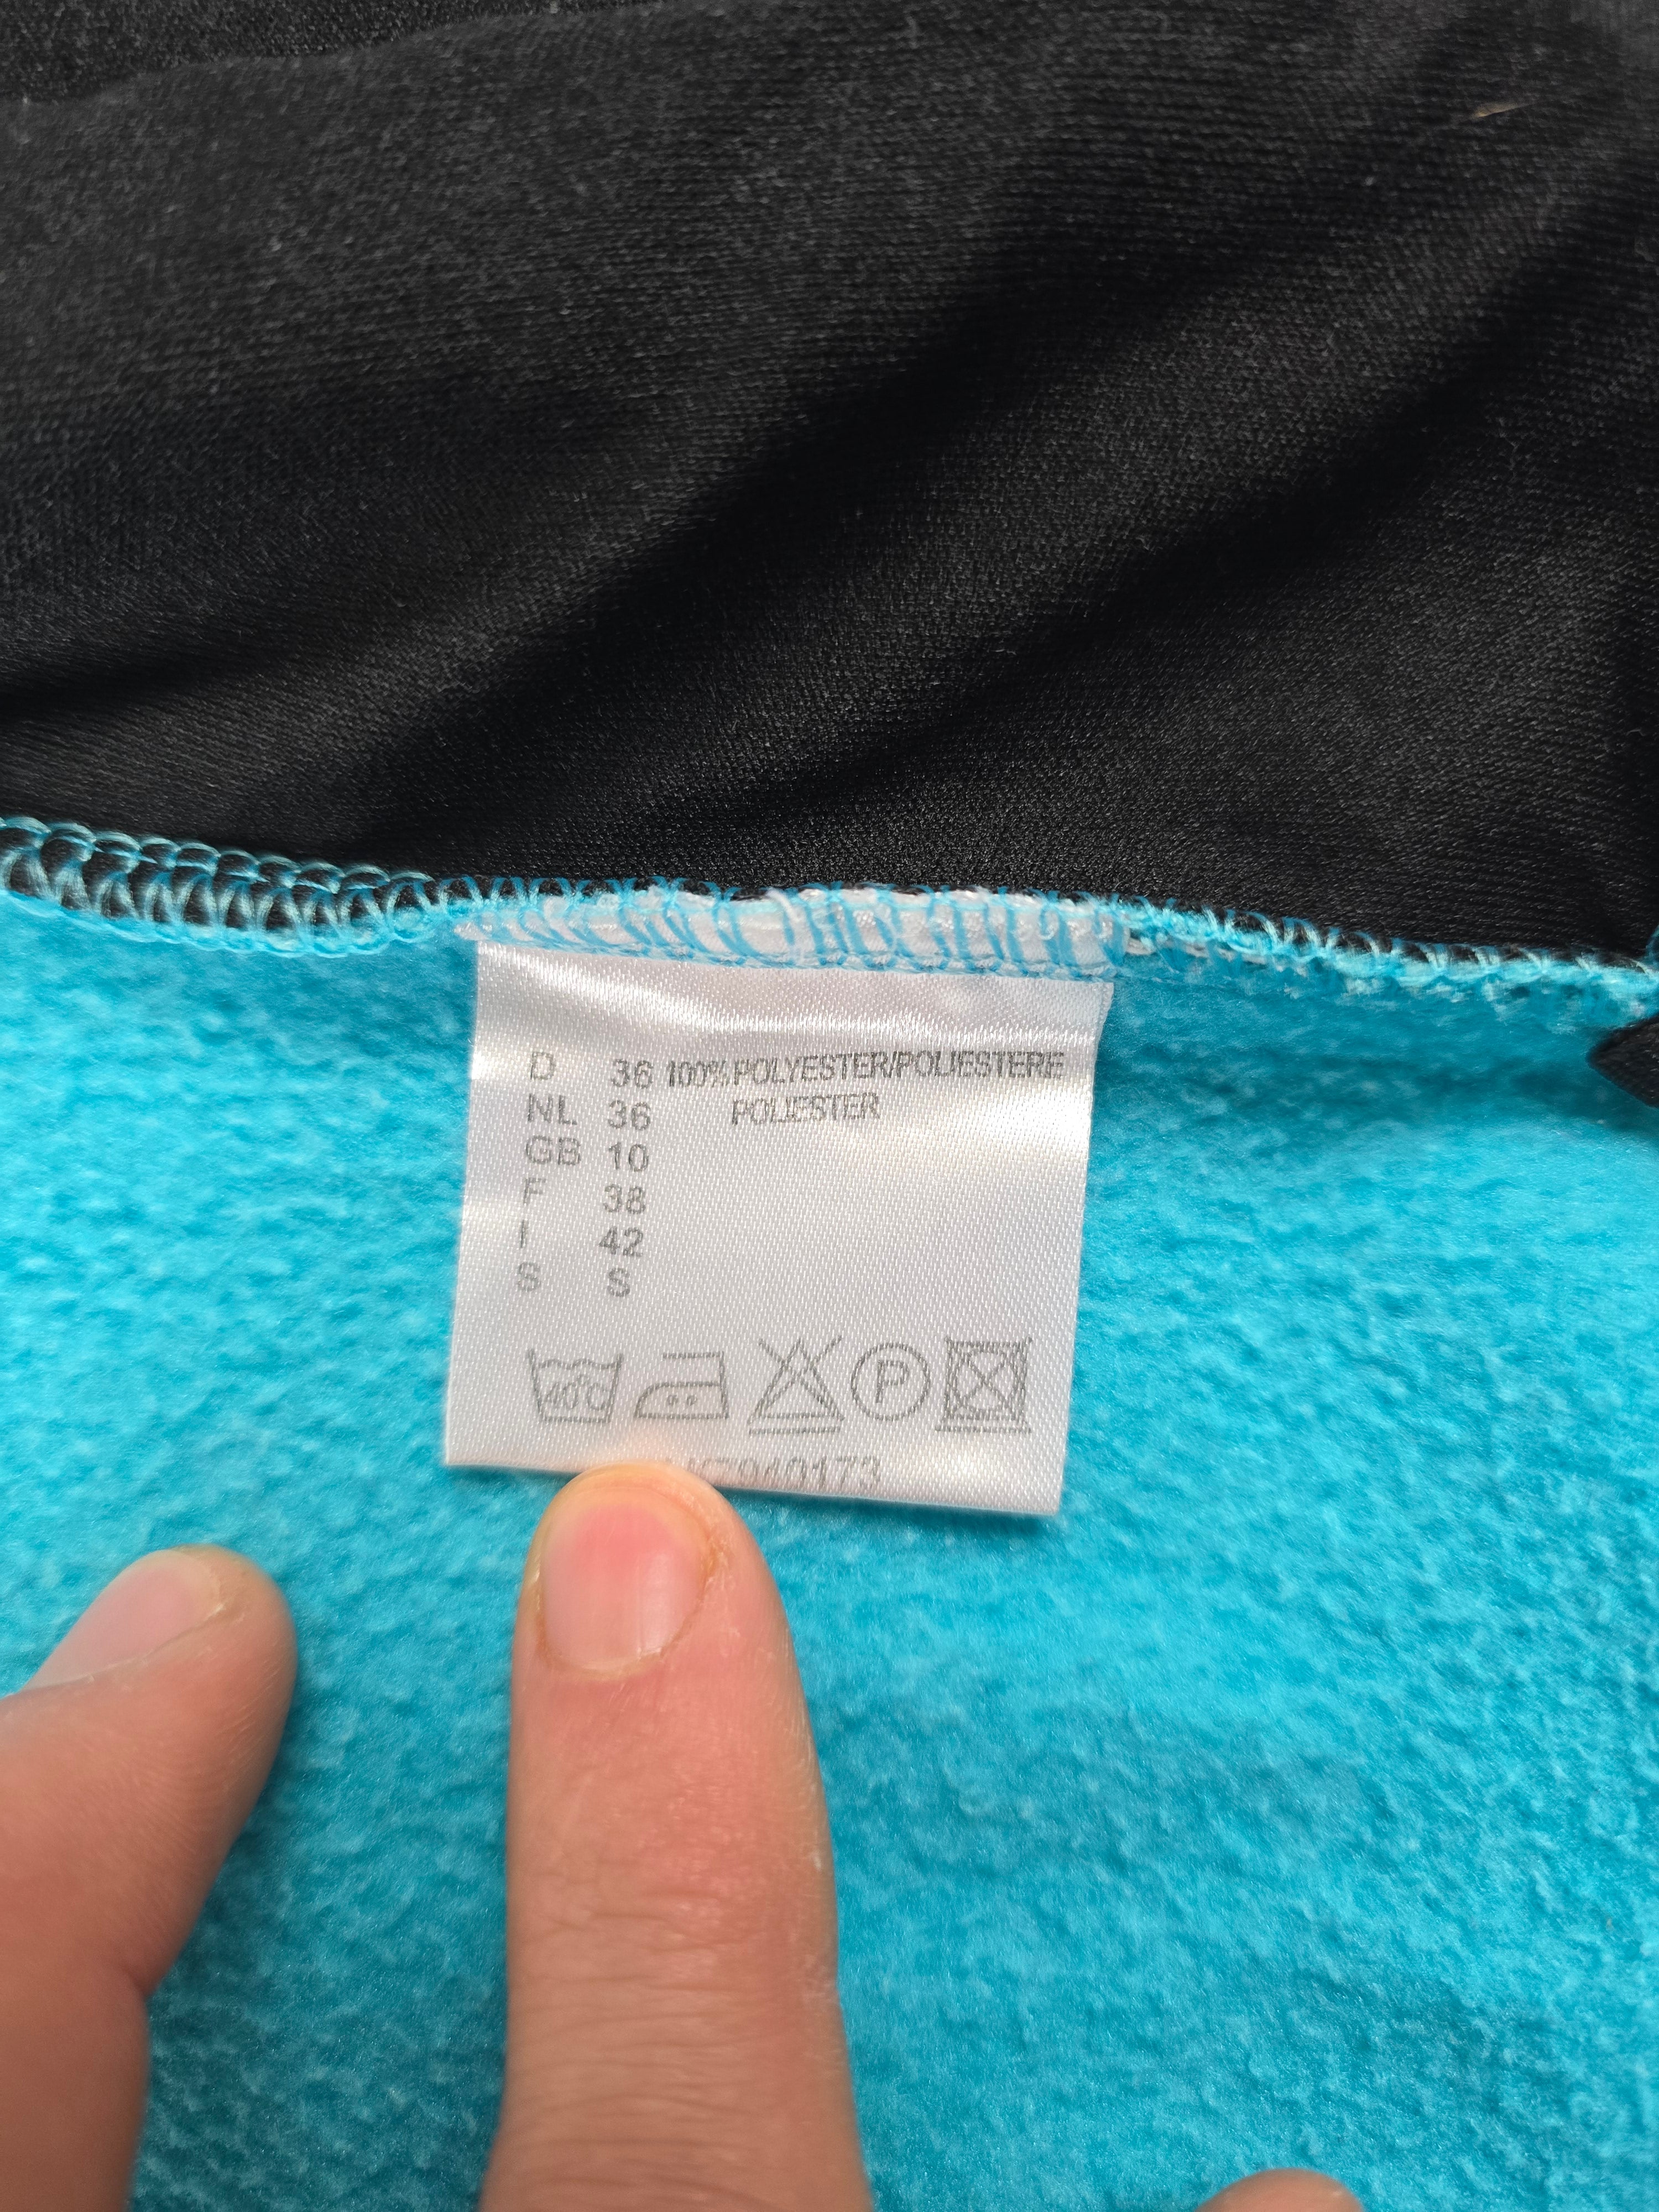 D 36 100% POLYESTER/POLIESTERE
NL 36 POLIESTER
GB 10
F 38
I 42
S S
40°C P